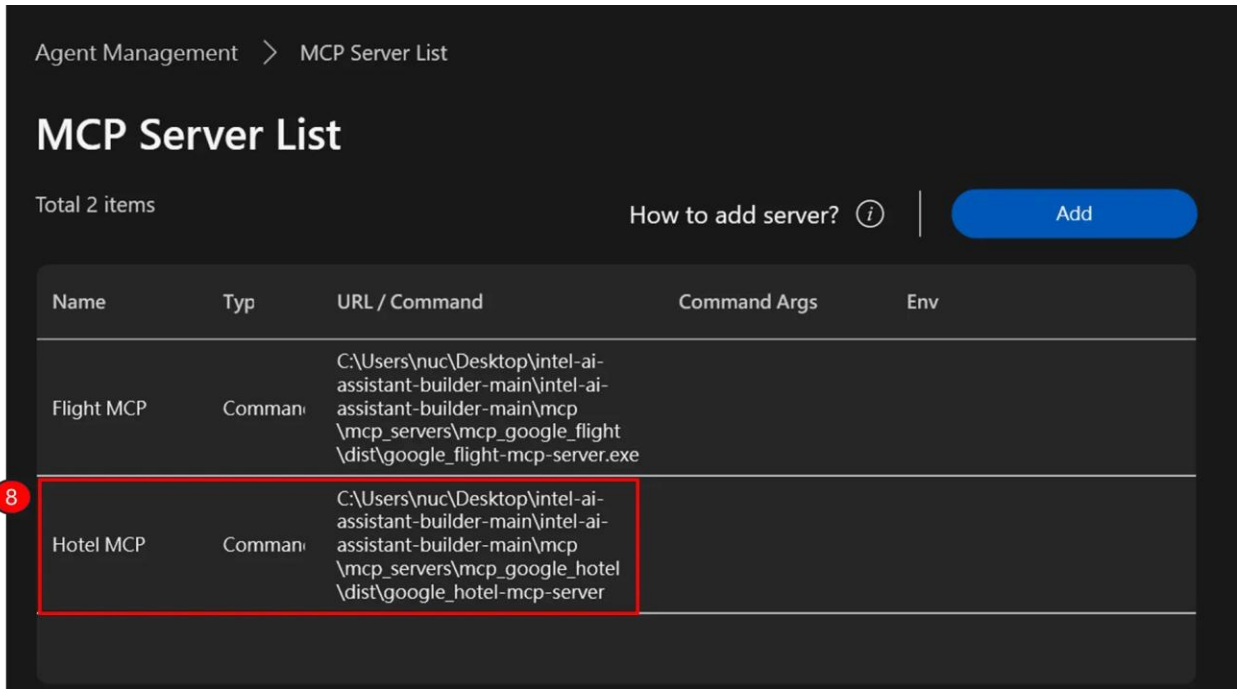 Agent Management > MCP Server List
MCP Server List
Total 2 items
How to add server? i Add
Name Typ URL / Command Command Args Env
C:\Users\nuc\Desktop\intel-ai-
assistant-builder-main\intel-ai-
Flight MCP Comman assistant-builder-main\mcp
\mcp_servers\mcp_google_flight
\dist\google_flight-mcp-server.exe
8
C:\Users\nuc\Desktop\intel-ai-
assistant-builder-main\intel-ai-
Hotel MCP Comman assistant-builder-main\mcp
\mcp_servers\mcp_google_hotel
\dist\google_hotel-mcp-server